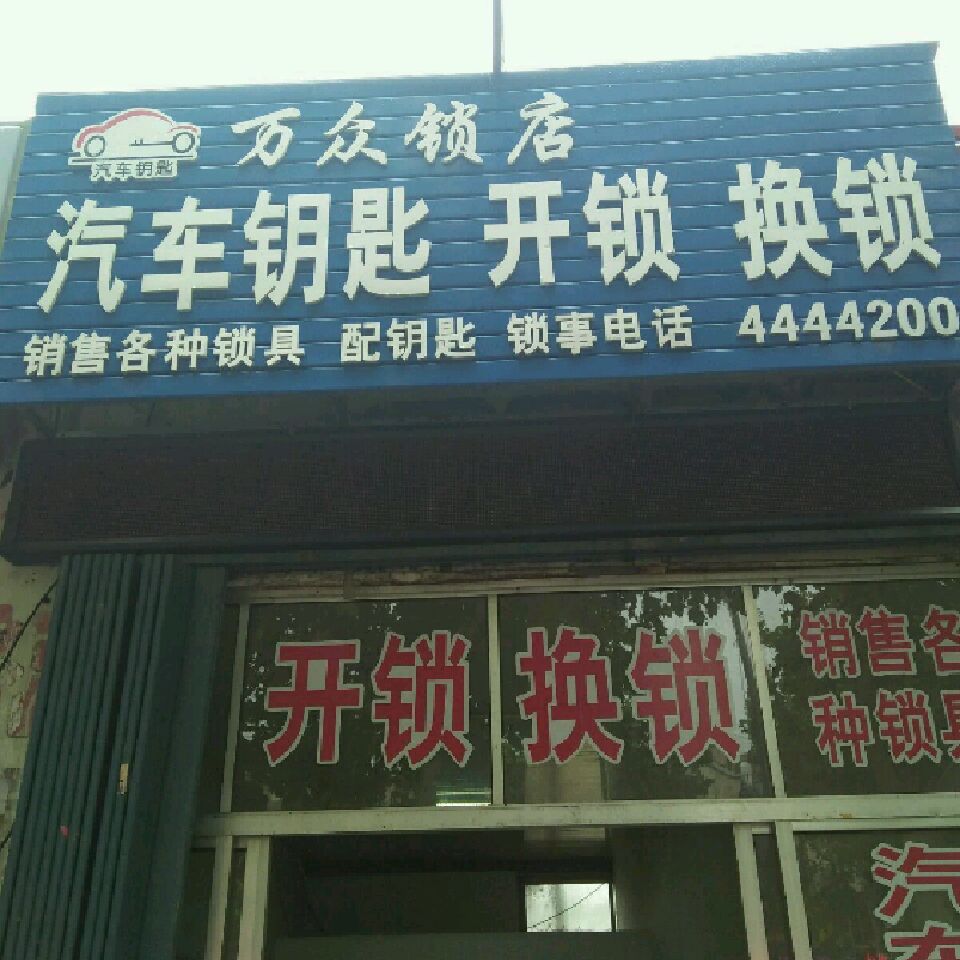 万众锁店
汽车钥匙
汽车钥匙 开锁 换锁
销售各种锁具 配钥匙 锁事电话 4444200
开锁 换锁
销售各
种锁具
汽
车